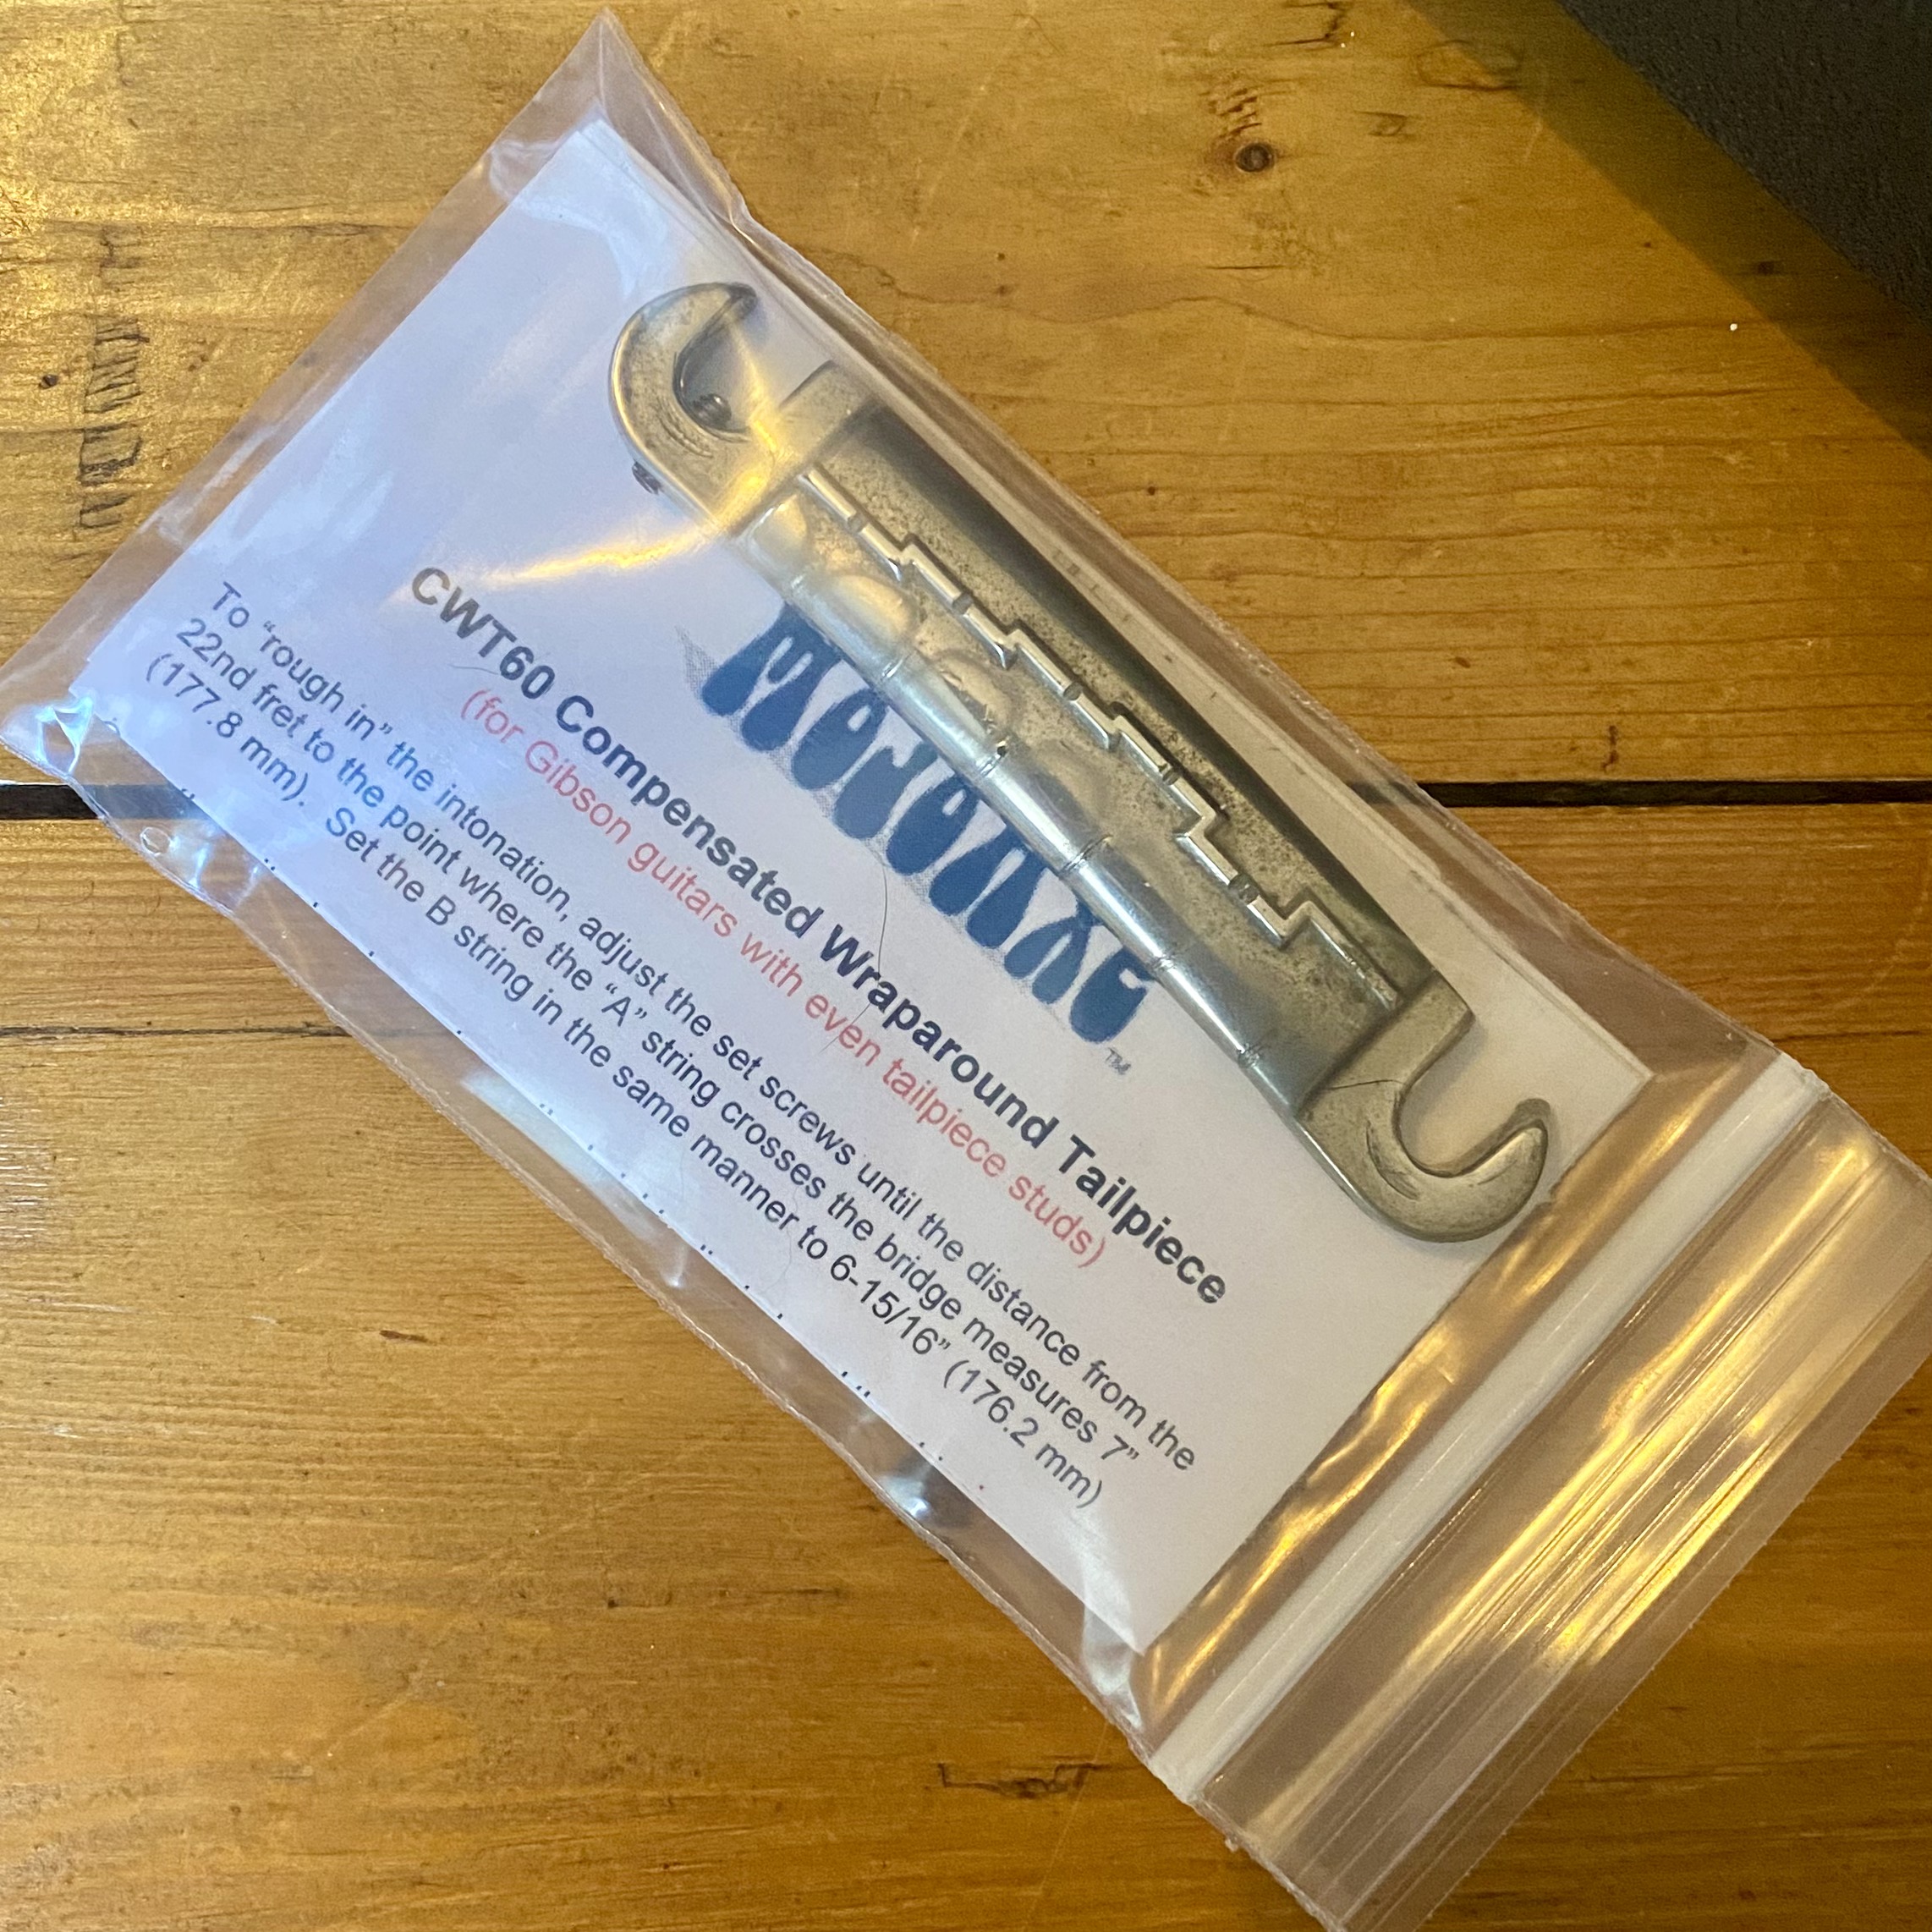 MOJOAXE
TM
CWT60 Compensated Wraparound Tailpiece
(for Gibson guitars with even tailpiece studs)
To “rough in” the intonation, adjust the set screws until the distance from the
22nd fret to the point where the “A” string crosses the bridge measures 7”
(177.8 mm). Set the B string in the same manner to 6-15/16” (176.2 mm)